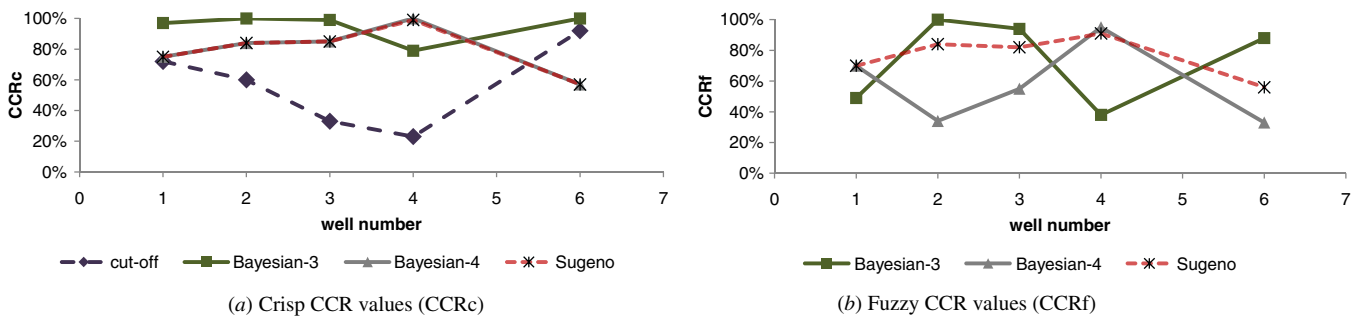 100%
80%
60%
40%
20%
0%
CCRc
0 1 2 3 4 5 6 7
well number
cut-off Bayesian-3 Bayesian-4 Sugeno
(a) Crisp CCR values (CCRc)
100%
80%
60%
40%
20%
0%
CCRf
0 1 2 3 4 5 6 7
well number
Bayesian-3 Bayesian-4 Sugeno
(b) Fuzzy CCR values (CCRf)